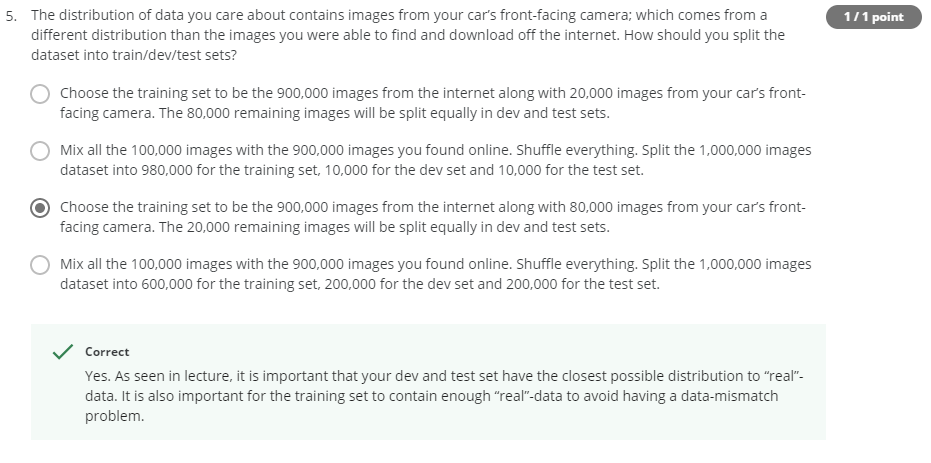 5. The distribution of data you care about contains images from your car's front-facing camera; which comes from a
1 / 1 point
different distribution than the images you were able to find and download off the internet. How should you split the
dataset into train/dev/test sets?
Choose the training set to be the 900,000 images from the internet along with 20,000 images from your car's front-
facing camera. The 80,000 remaining images will be split equally in dev and test sets.
Mix all the 100,000 images with the 900,000 images you found online. Shuffle everything. Split the 1,000,000 images
dataset into 980,000 for the training set, 10,000 for the dev set and 10,000 for the test set.
Choose the training set to be the 900,000 images from the internet along with 80,000 images from your car's front-
facing camera. The 20,000 remaining images will be split equally in dev and test sets.
Mix all the 100,000 images with the 900,000 images you found online. Shuffle everything. Split the 1,000,000 images
dataset into 600,000 for the training set, 200,000 for the dev set and 200,000 for the test set.
Correct
Yes. As seen in lecture, it is important that your dev and test set have the closest possible distribution to “real”-
data. It is also important for the training set to contain enough “real”-data to avoid having a data-mismatch
problem.